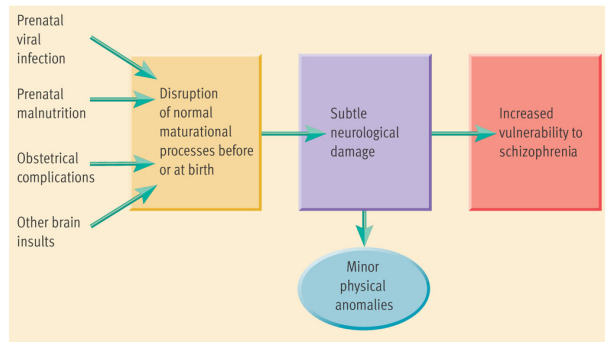 Prenatal
viral
infection
Prenatal
malnutrition
Obstetrical
complications
Other brain
insults
Disruption
of normal
maturational
processes before
or at birth
Subtle
neurological
damage
Increased
vulnerability to
schizophrenia
Minor
physical
anomalies